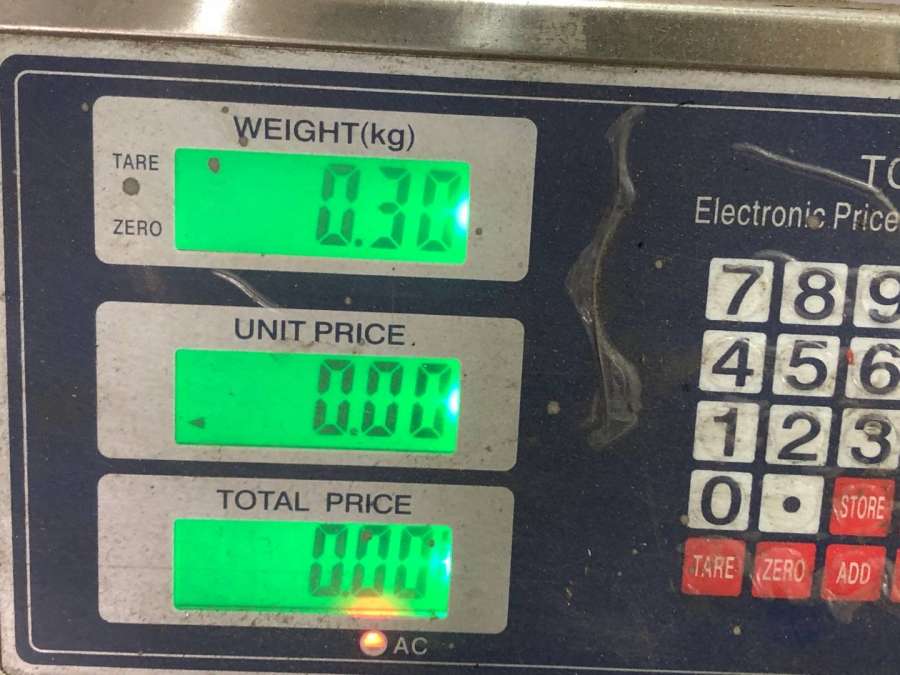 WEIGHT(kg)
TARE
ZERO
0.30
UNIT PRICE
0.00
TOTAL PRICE
0.00
AC
Electronic Price
7 8 9
4 5 6
1 2 3
0 . STORE
TARE ZERO ADD